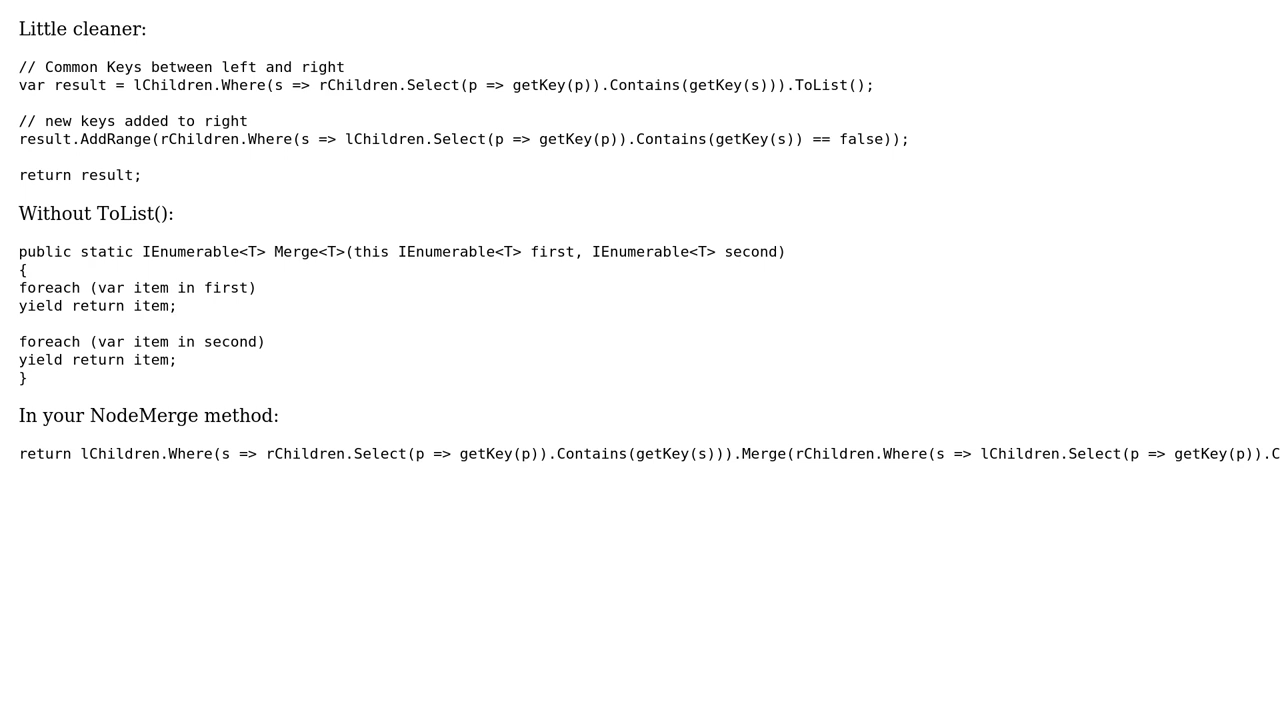 Little cleaner:
// Common Keys between left and right
var result = lChildren.Where(s => rChildren.Select(p => getKey(p)).Contains(getKey(s))).ToList();
// new keys added to right
result.AddRange(rChildren.Where(s => lChildren.Select(p => getKey(p)).Contains(getKey(s)) == false));
return result;
Without ToList():
public static IEnumerable<T> Merge<T>(this IEnumerable<T> first, IEnumerable<T> second)
{
foreach (var item in first)
yield return item;
foreach (var item in second)
yield return item;
}
In your NodeMerge method:
return lChildren.Where(s => rChildren.Select(p => getKey(p)).Contains(getKey(s))).Merge(rChildren.Where(s => lChildren.Select(p => getKey(p)).C